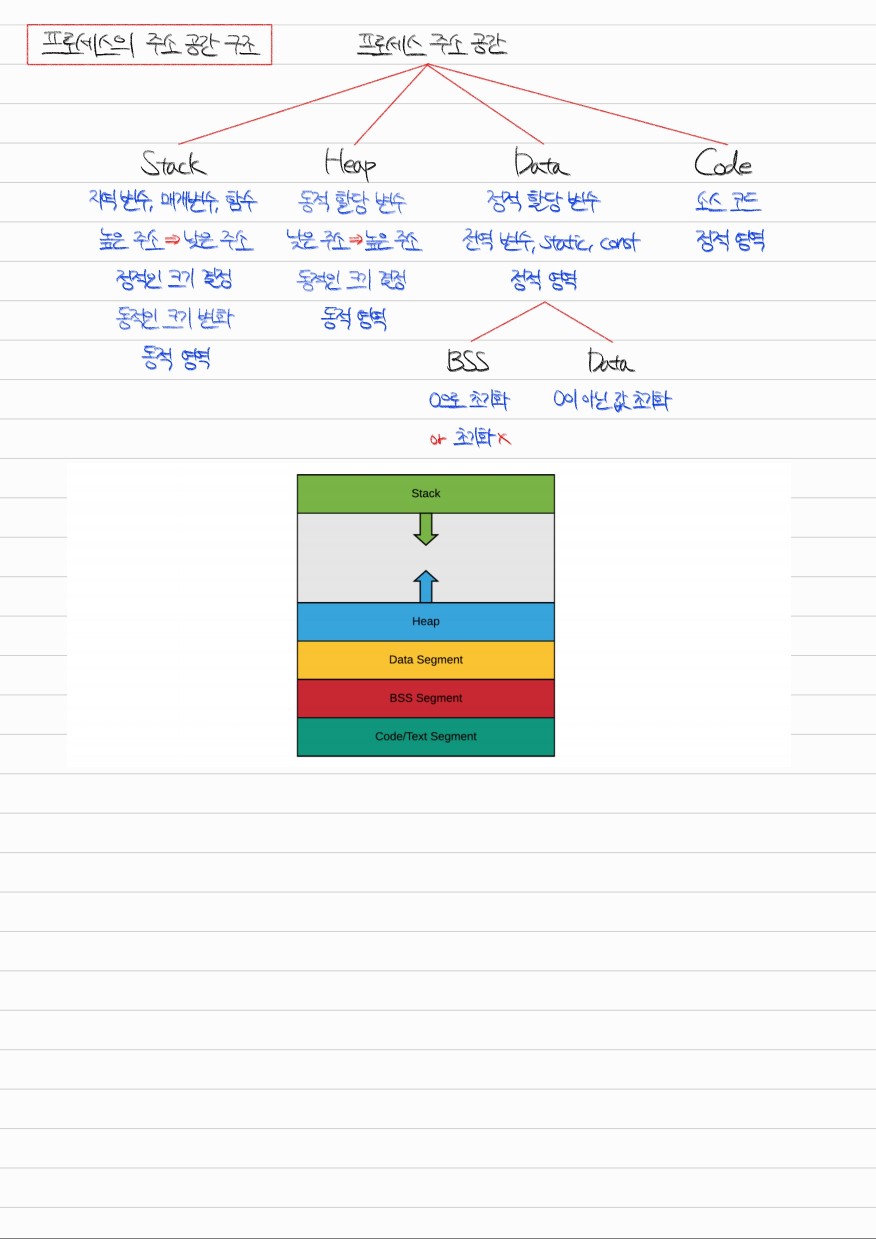 프로세스의 주소 공간 구조
프로세스 주소 공간
Stack Heap Data Code
지역 변수, 매개변수, 함수 동적 할당 변수 정적 할당 변수 소스 코드
높은 주소 ⇒ 낮은 주소 낮은 주소 ⇒ 높은 주소 전역 변수, static, const 정적 영역
정적인 크기 결정 동적인 크기 결정 정적 영역
동적인 크기 변화 동적 영역
동적 영역 BSS Data
0으로 초기화 0이 아닌 값 초기화
or 초기화 x
Stack
Heap
Data Segment
BSS Segment
Code/Text Segment